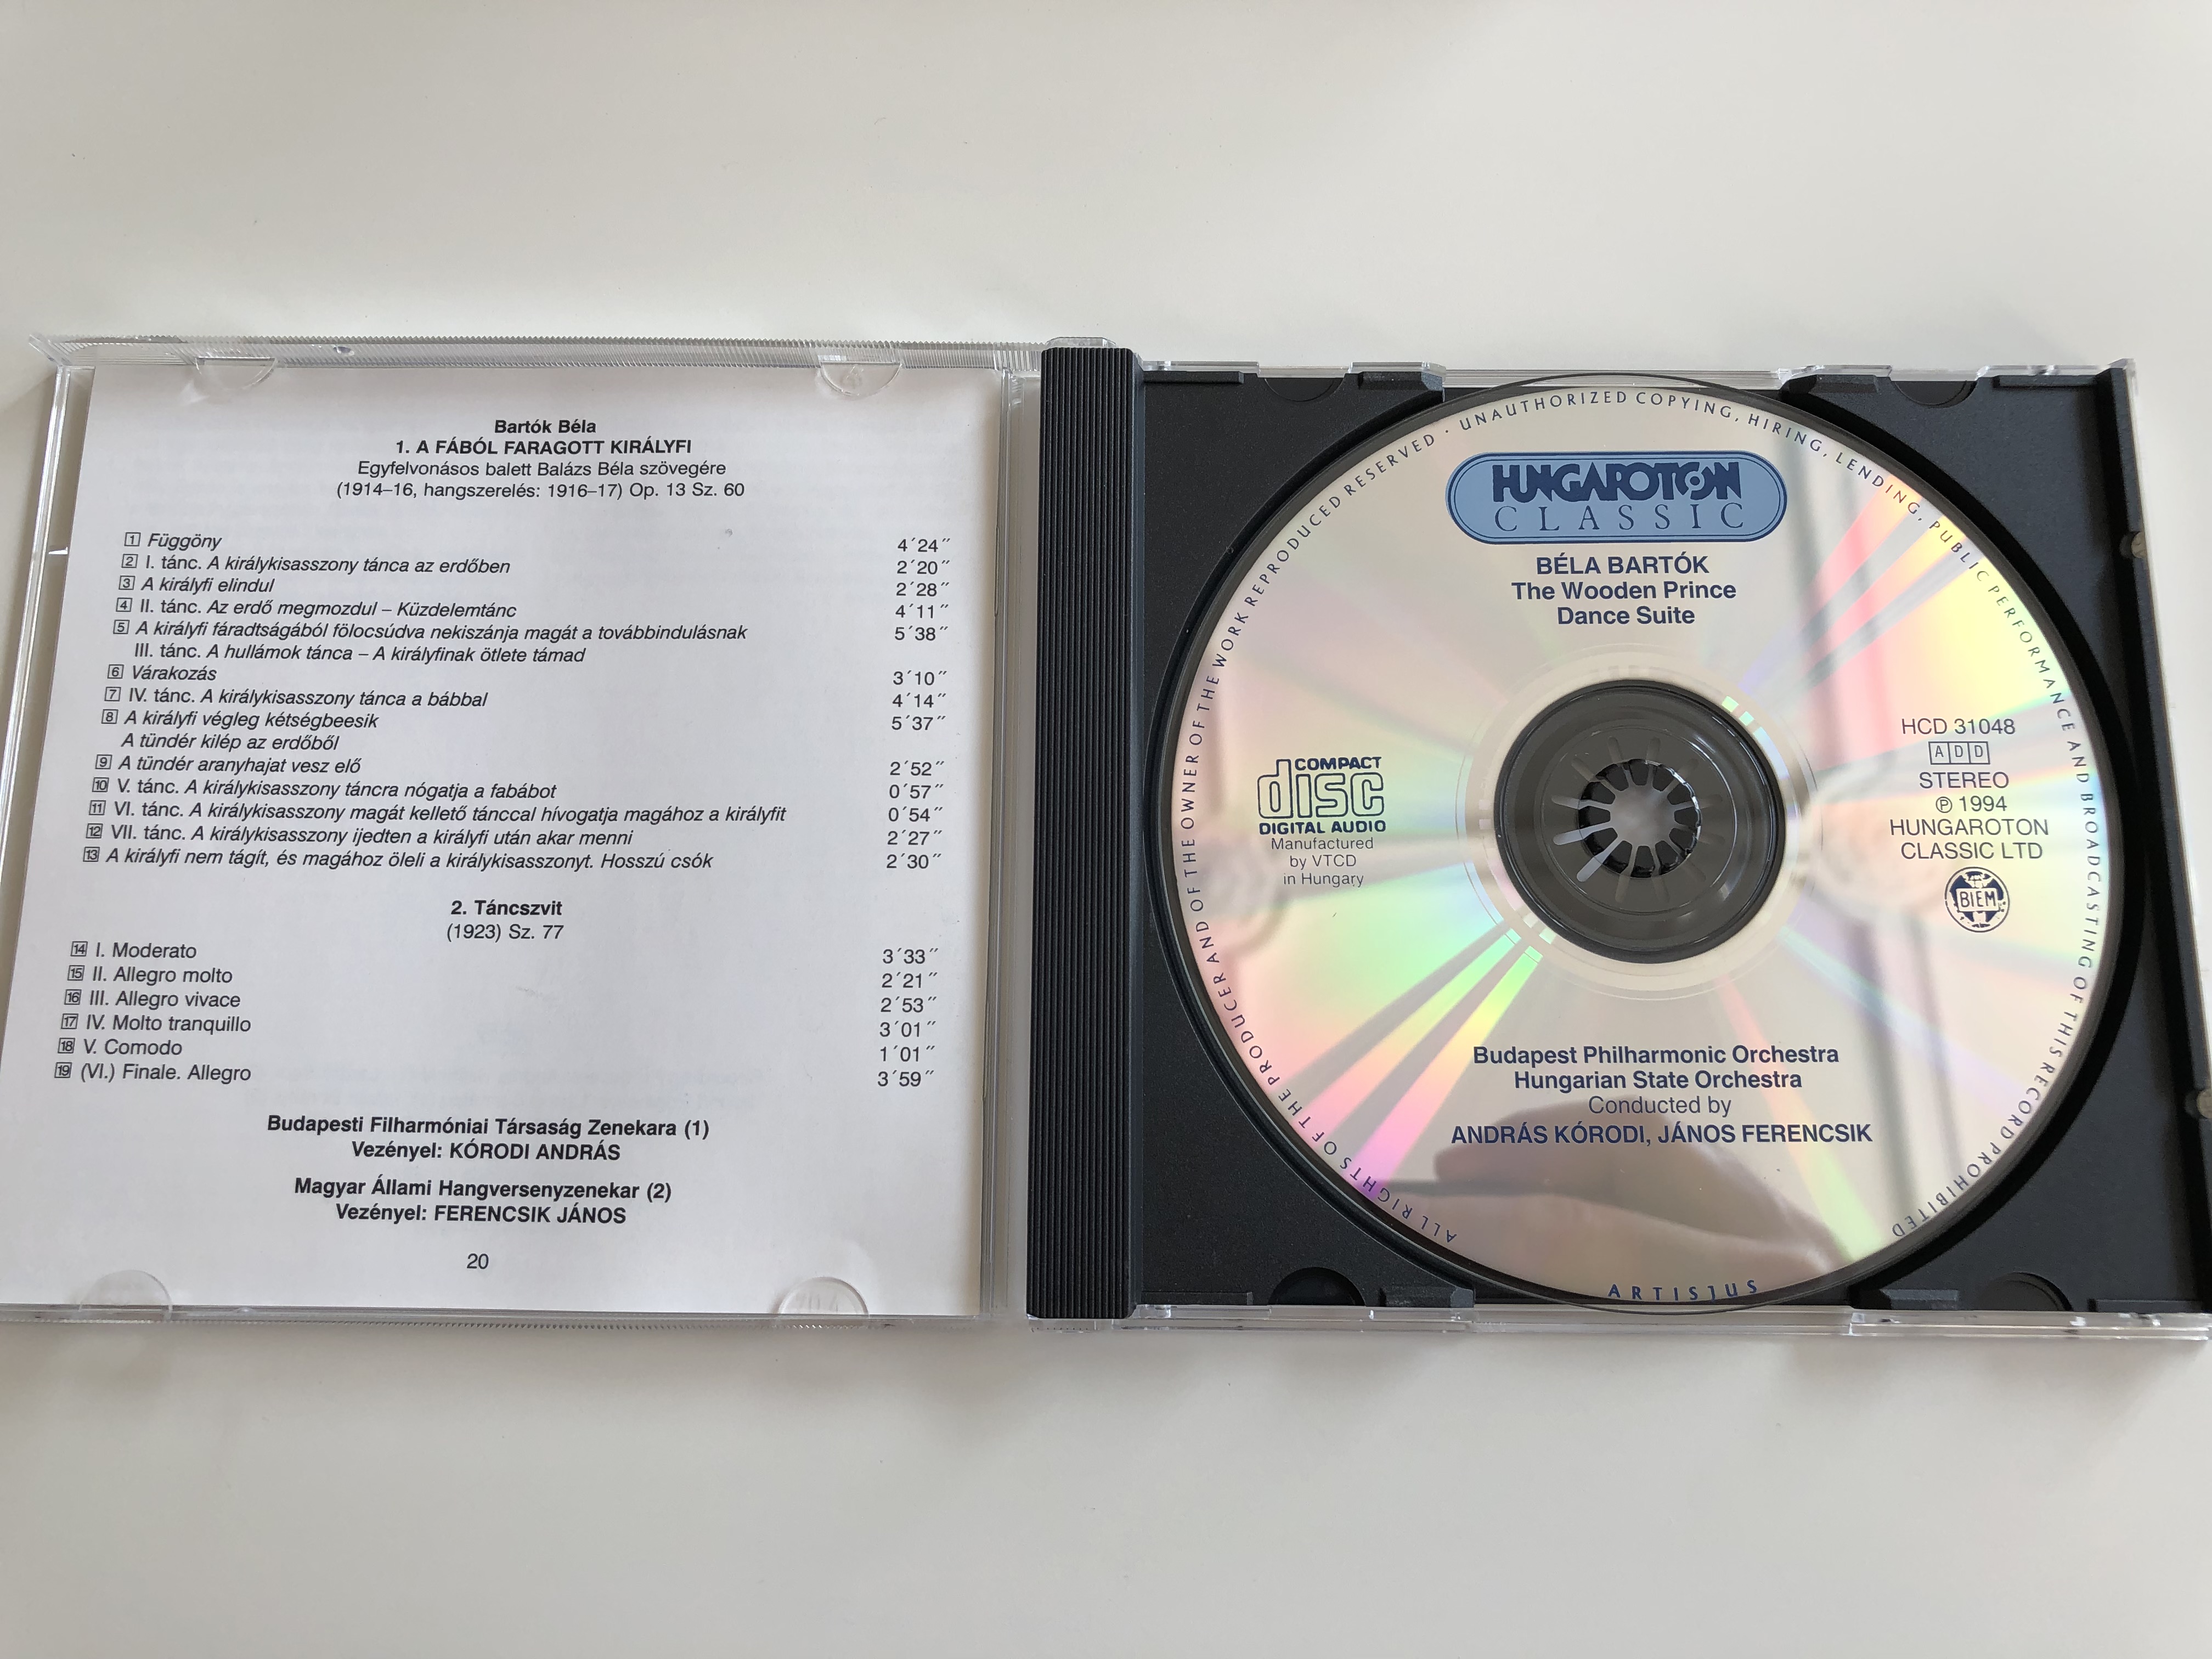 Bartók Béla
1. A FÁBÓL FARAGOTT KIRÁLYFI
Egyfelvonásos balett Balázs Béla szövegére
(1914–16, hangszerelés: 1916–17) Op. 13 Sz. 60
1 Függöny 4´24˝
2 I. tánc. A királykisasszony tánca az erdőben 2´20˝
3 A királyfi elindul 2´28˝
4 II. tánc. Az erdő megmozdul – Küzdelemtánc 4´11˝
5 A királyfi fáradtságából fölocsúdva nekiszánja magát a továbbindulásnak 5´38˝
III. tánc. A hullámok tánca – A királyfinak ötlete támad
6 Várakozás 3´10˝
7 IV. tánc. A királykisasszony tánca a bábbal 4´14˝
8 A királyfi végleg kétségbeesik 5´37˝
A tündér kilép az erdőből
9 A tündér aranyhajat vesz elő 2´52˝
10 V. tánc. A királykisasszony táncra nógatja a fabábot 0´57˝
11 VI. tánc. A királykisasszony magát kellető tánccal hívogatja magához a királyfit 0´54˝
12 VII. tánc. A királykisasszony ijedten a királyfi után akar menni 2´27˝
13 A királyfi nem tágít, és magához öleli a királykisasszonyt. Hosszú csók 2´30˝
2. Táncszvit
(1923) Sz. 77
14 I. Moderato 3´33˝
15 II. Allegro molto 2´21˝
16 III. Allegro vivace 2´53˝
17 IV. Molto tranquillo 3´01˝
18 V. Comodo 1´01˝
19 (VI.) Finale. Allegro 3´59˝
Budapesti Filharmóniai Társaság Zenekara (1)
Vezényel: KÓRODI ANDRÁS
Magyar Állami Hangversenyzenekar (2)
Vezényel: FERENCSIK JÁNOS
20
ALL RIGHTS OF THE PRODUCER AND OF THE OWNER OF THE WORK REPRODUCED RESERVED · UNAUTHORIZED COPYING, HIRING, LENDING, PUBLIC PERFORMANCE AND BROADCASTING OF THIS RECORD PROHIBITED
HUNGAROTON
CLASSIC
BÉLA BARTÓK
The Wooden Prince
Dance Suite
COMPACT
disc
DIGITAL AUDIO
Manufactured
by VTCD
in Hungary
HCD 31048
ADD
STEREO
℗ 1994
HUNGAROTON
CLASSIC LTD
BIEM
Budapest Philharmonic Orchestra
Hungarian State Orchestra
Conducted by
ANDRÁS KÓRODI, JÁNOS FERENCSIK
ARTISJUS